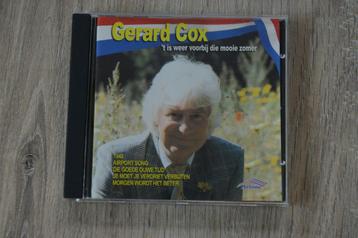 Gerard Cox
't is weer voorbij die mooie zomer
1948
AIRPORT SONG
DIE GOEDE OUWE TIJD
JE MOET JE VERDRIET VERBIJTEN
MORGEN WORDT HET BETER